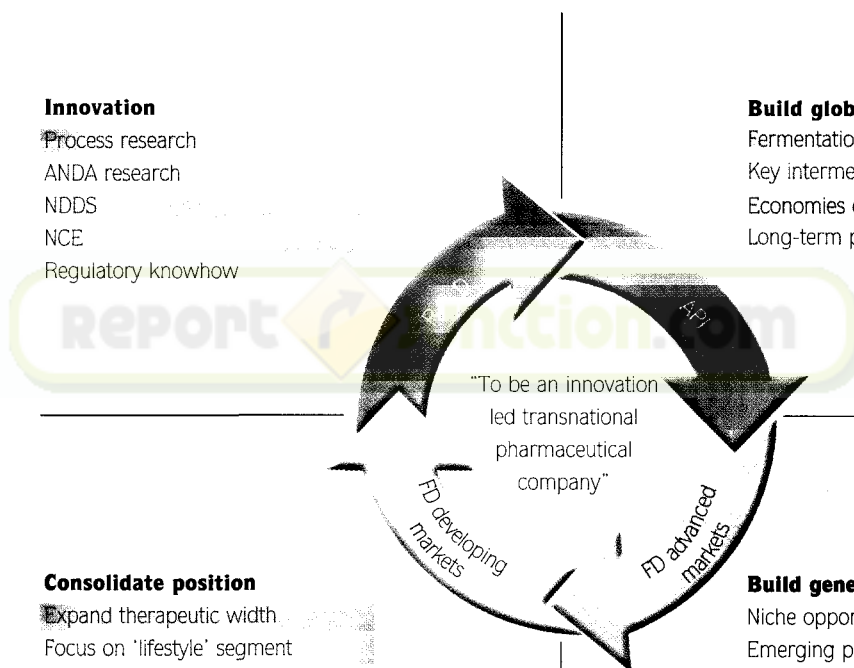 Innovation
Process research
ANDA research
NDDS
NCE
Regulatory knowhow
Build glob
Fermentatio
Key interme
Economies
Long-term p
API
"To be an innovation
led transnational
pharmaceutical
company"
FD developing
markets
FD advanced
markets
Consolidate position
Expand therapeutic width
Focus on 'lifestyle' segment
Build gene
Niche oppor
Emerging p